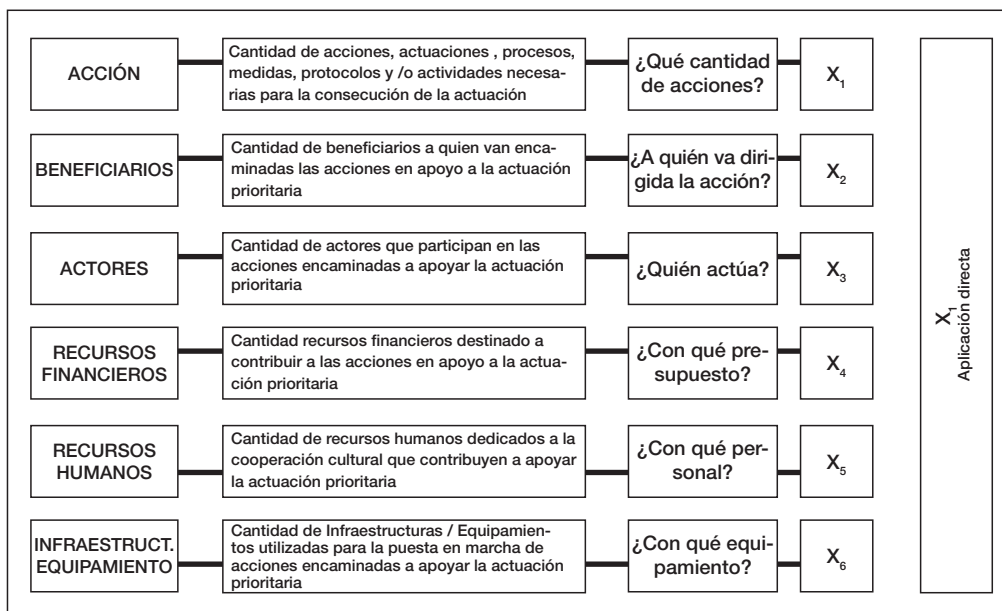 ACCIÓN
Cantidad de acciones, actuaciones , procesos,
medidas, protocolos y /o actividades necesa-
rias para la consecución de la actuación
¿Qué cantidad
de acciones?
X1
BENEFICIARIOS
Cantidad de beneficiarios a quien van enca-
minadas las acciones en apoyo a la actuación
prioritaria
¿A quién va diri-
gida la acción?
X2
ACTORES
Cantidad de actores que participan en las
acciones encaminadas a apoyar la actuación
prioritaria
¿Quién actúa?
X3
RECURSOS
FINANCIEROS
Cantidad recursos financieros destinado a
contribuir a las acciones en apoyo a la actua-
ción prioritaria
¿Con qué pre-
supuesto?
X4
RECURSOS
HUMANOS
Cantidad de recursos humanos dedicados a la
cooperación cultural que contribuyen a apoyar
la actuación prioritaria
¿Con qué per-
sonal?
X5
INFRAESTRUCT.
EQUIPAMIENTO
Cantidad de Infraestructuras / Equipamien-
tos utilizadas para la puesta en marcha de
acciones encaminadas a apoyar la actuación
prioritaria
¿Con qué equi-
pamiento?
X6
X1
Aplicación directa